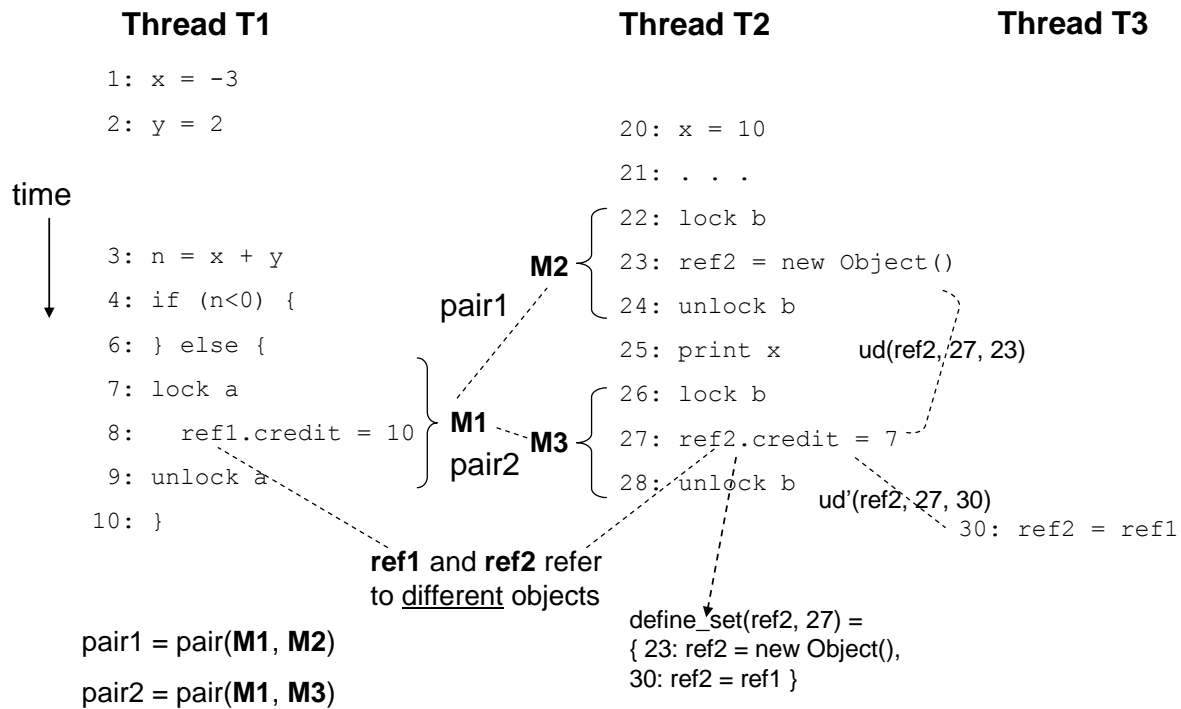 Thread T1
1: x = -3
2: y = 2
time
3: n = x + y
4: if (n<0) {
6: } else {
7: lock a
8: ref1.credit = 10
9: unlock a
10: }
M1
pair1
pair2
Thread T2
20: x = 10
21: . . .
22: lock b
23: ref2 = new Object()
24: unlock b
25: print x
26: lock b
27: ref2.credit = 7
28: unlock b
M2
M3
ud(ref2, 27, 23)
ud’(ref2, 27, 30)
Thread T3
30: ref2 = ref1
ref1 and ref2 refer
to different objects
define_set(ref2, 27) =
{ 23: ref2 = new Object(),
30: ref2 = ref1 }
pair1 = pair(M1, M2)
pair2 = pair(M1, M3)